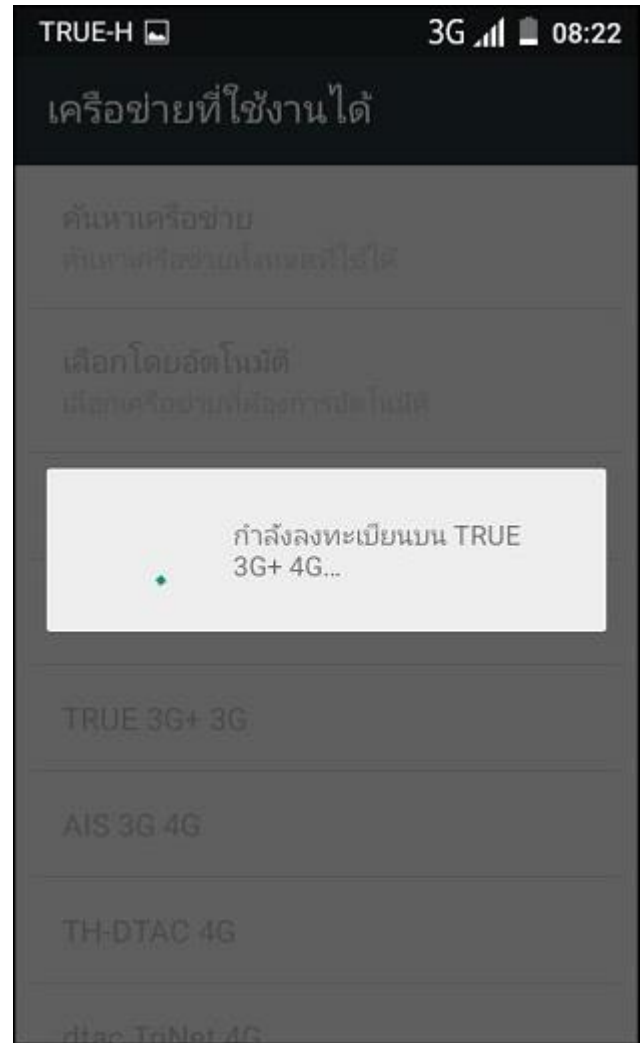 TRUE-H 3G 08:22
เครือข่ายที่ใช้งานได้
ค้นหาเครือข่าย
ค้นหาเครือข่ายทั้งหมดที่ใช้ได้
เลือกโดยอัตโนมัติ
เลือกเครือข่ายที่ต้องการอัตโนมัติ
กำลังลงทะเบียนบน TRUE
3G+ 4G...
TRUE 3G+ 3G
AIS 3G 4G
TH-DTAC 4G
dtac TriNet 4G